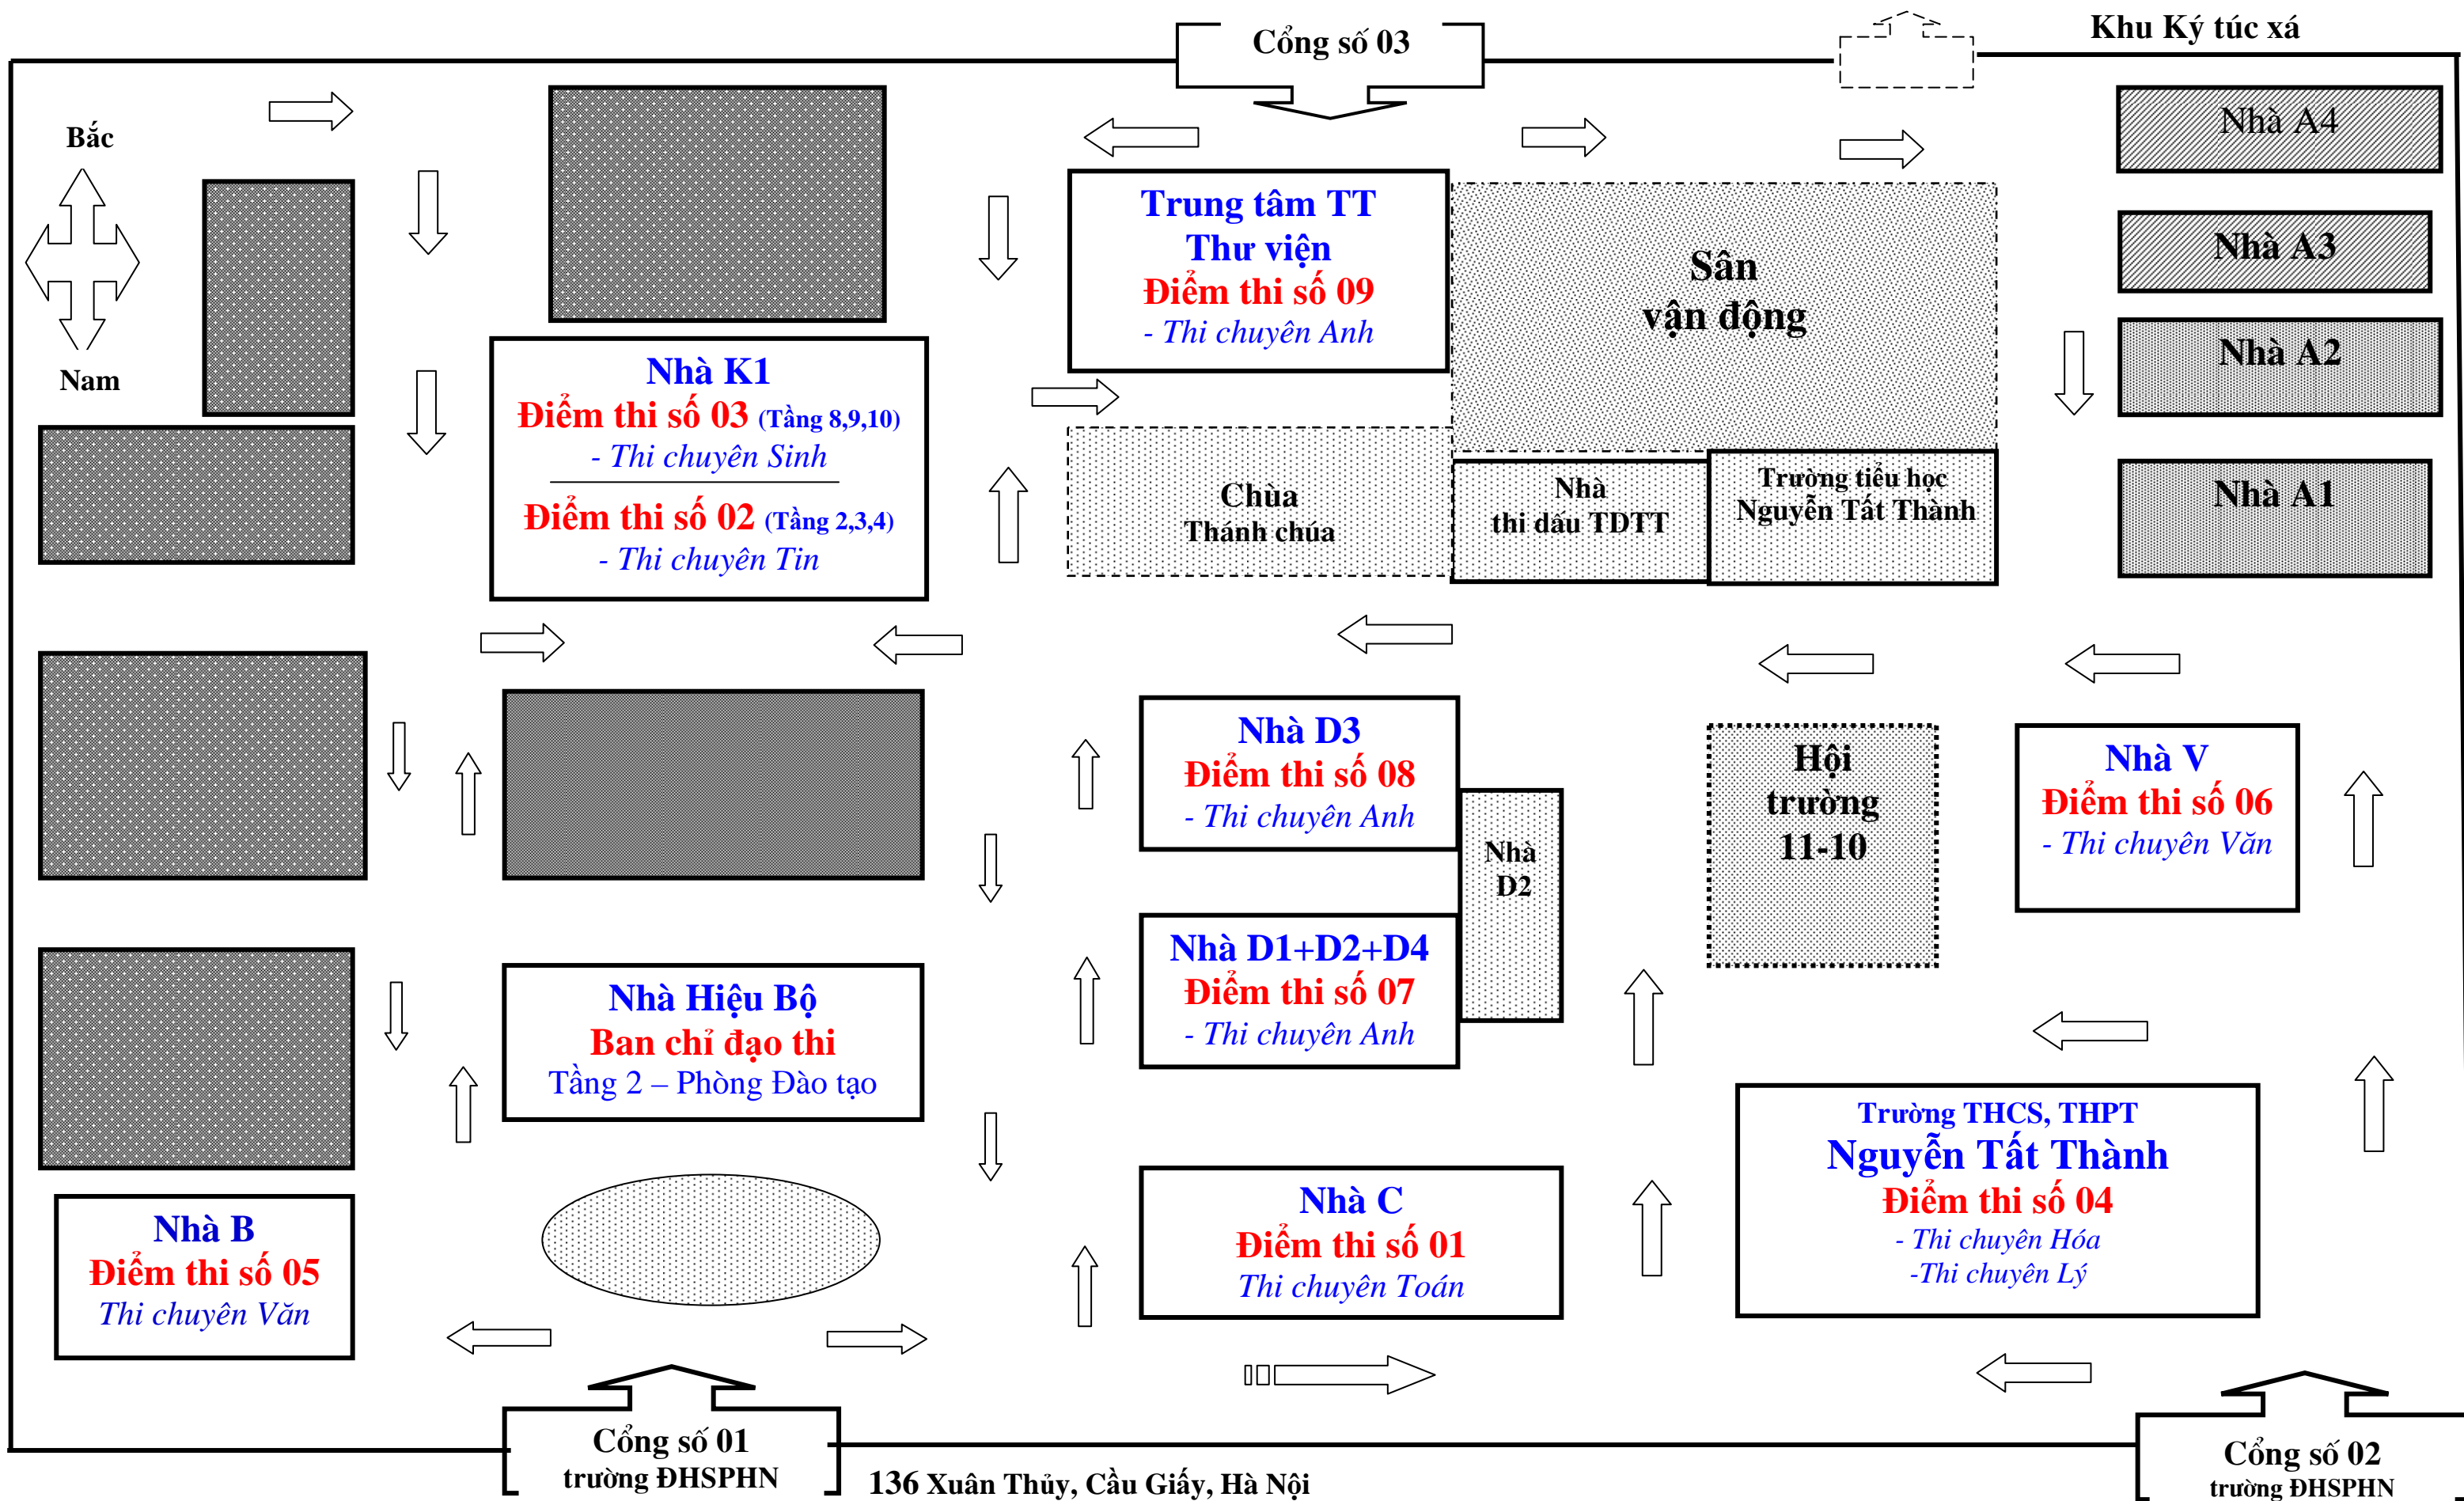 Cổng số 03
Khu Ký túc xá
Bắc
Nam
Nhà A4
Nhà A3
Nhà A2
Nhà A1
Trung tâm TT
Thư viện
Điểm thi số 09
- Thi chuyên Anh
Sân
vận động
Nhà K1
Điểm thi số 03 (Tầng 8,9,10)
- Thi chuyên Sinh
Điểm thi số 02 (Tầng 2,3,4)
- Thi chuyên Tin
Chùa
Thánh chúa
Nhà
thi dấu TDTT
Trường tiểu học
Nguyễn Tất Thành
Nhà D3
Điểm thi số 08
- Thi chuyên Anh
Nhà
D2
Hội
trường
11-10
Nhà V
Điểm thi số 06
- Thi chuyên Văn
Nhà Hiệu Bộ
Ban chỉ đạo thi
Tầng 2 – Phòng Đào tạo
Nhà D1+D2+D4
Điểm thi số 07
- Thi chuyên Anh
Nhà B
Điểm thi số 05
Thi chuyên Văn
Nhà C
Điểm thi số 01
Thi chuyên Toán
Trường THCS, THPT
Nguyễn Tất Thành
Điểm thi số 04
- Thi chuyên Hóa
-Thi chuyên Lý
Cổng số 01
trường ĐHSPHN
136 Xuân Thủy, Cầu Giấy, Hà Nội
Cổng số 02
trường ĐHSPHN